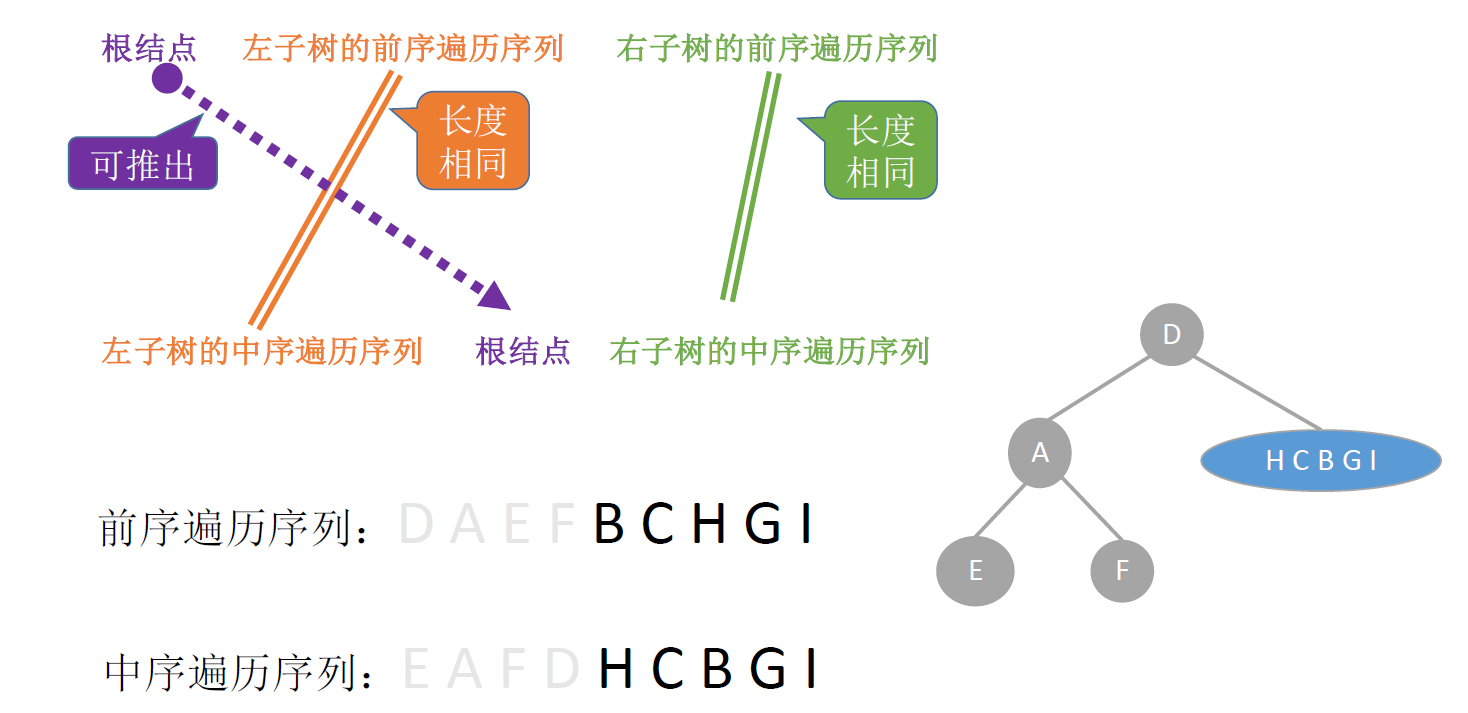 根结点 左子树的前序遍历序列 右子树的前序遍历序列
可推出
长度
相同
长度
相同
左子树的中序遍历序列 根结点 右子树的中序遍历序列
D
A
H C B G I
E
F
前序遍历序列：D A E F B C H G I
中序遍历序列：E A F D H C B G I